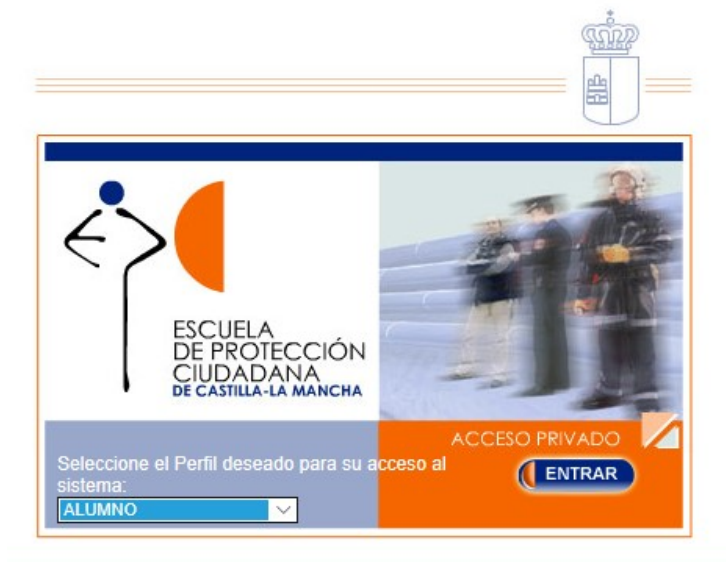 ESCUELA
DE PROTECCIÓN
CIUDADANA
DE CASTILLA-LA MANCHA
ACCESO PRIVADO
Seleccione el Perfil deseado para su acceso al
sistema:
ENTRAR
ALUMNO